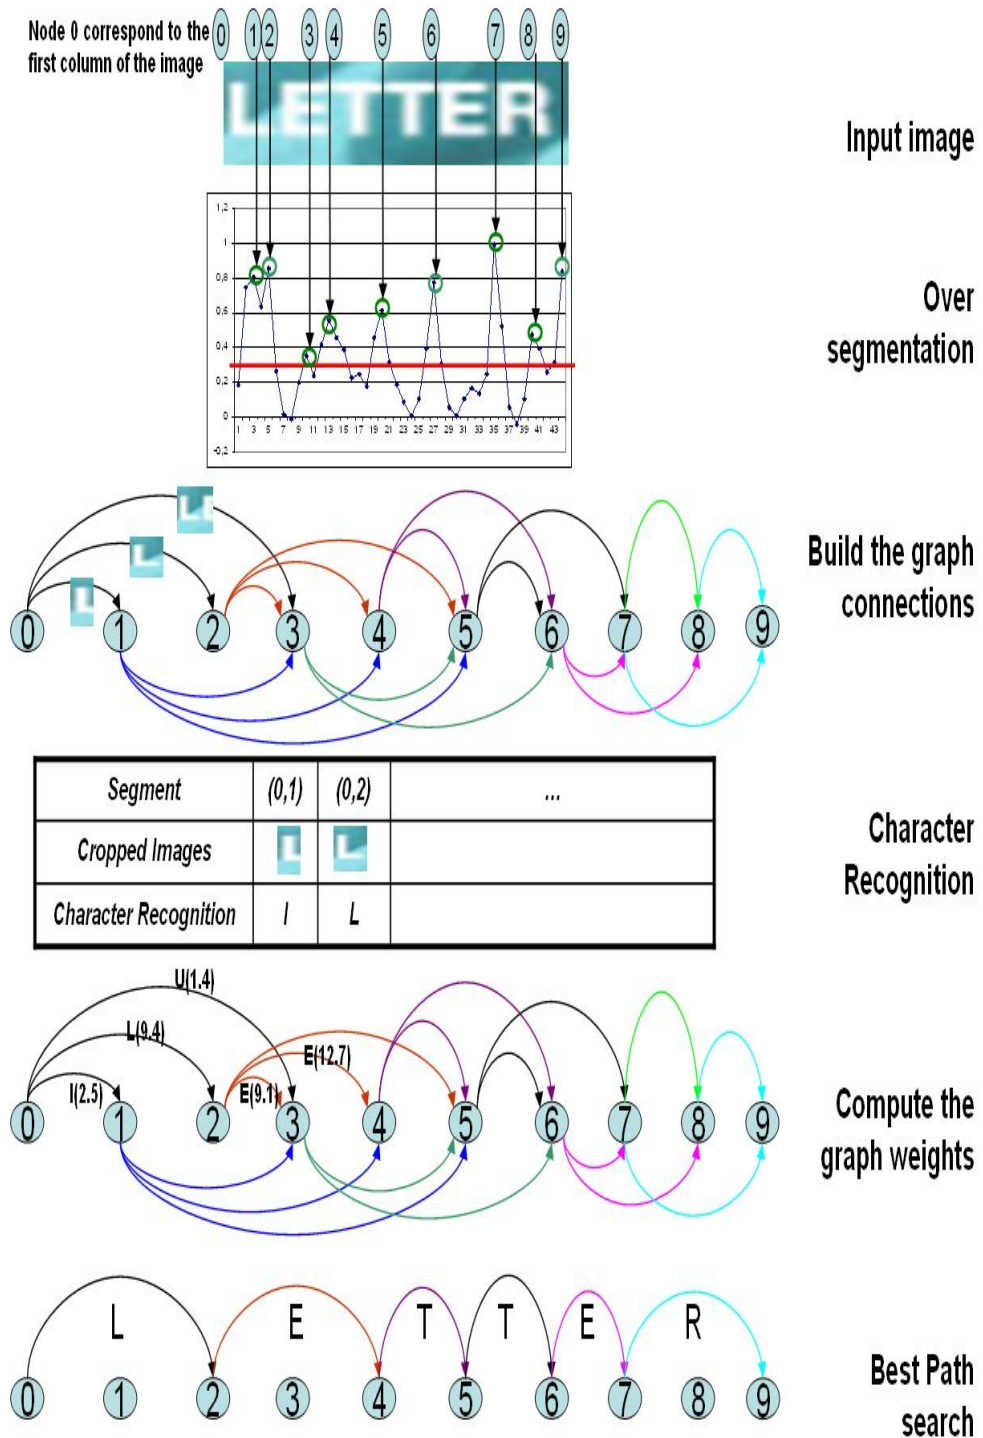 Node 0 correspond to the
first column of the image
0 1 2 3 4 5 6 7 8 9
LETTER
Input image
1,2
1
0,8
0,6
0,4
0,2
0
-0,2
1 3 5 7 9 11 13 15 17 19 21 23 25 27 29 31 33 35 37 39 41 43
Over
segmentation
L
L
0 1 2 3 4 5 6 7 8 9
Build the graph
connections
Segment (0,1) (0,2) ...
Cropped Images L L
Character Recognition I L
Character
Recognition
U(1.4)
L(9.4)
E(12.7)
I(2.5) E(9.1)
0 1 2 3 4 5 6 7 8 9
Compute the
graph weights
L E T T E R
0 1 2 3 4 5 6 7 8 9
Best Path
search